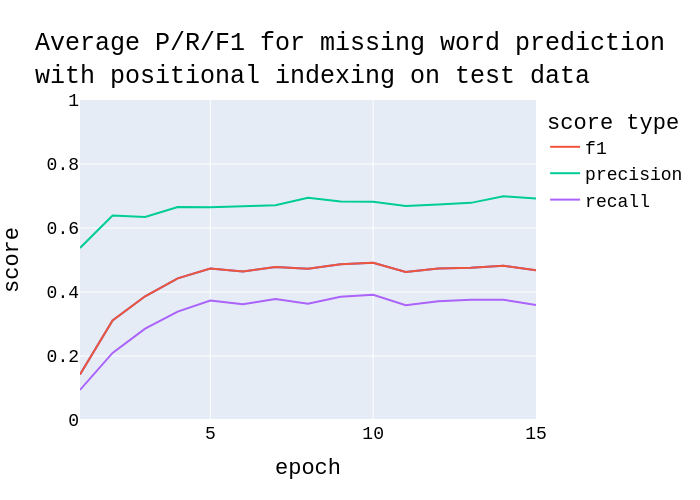 Average P/R/F1 for missing word prediction
with positional indexing on test data
score type
f1
precision
recall
score
1
0.8
0.6
0.4
0.2
0
5
10
15
epoch